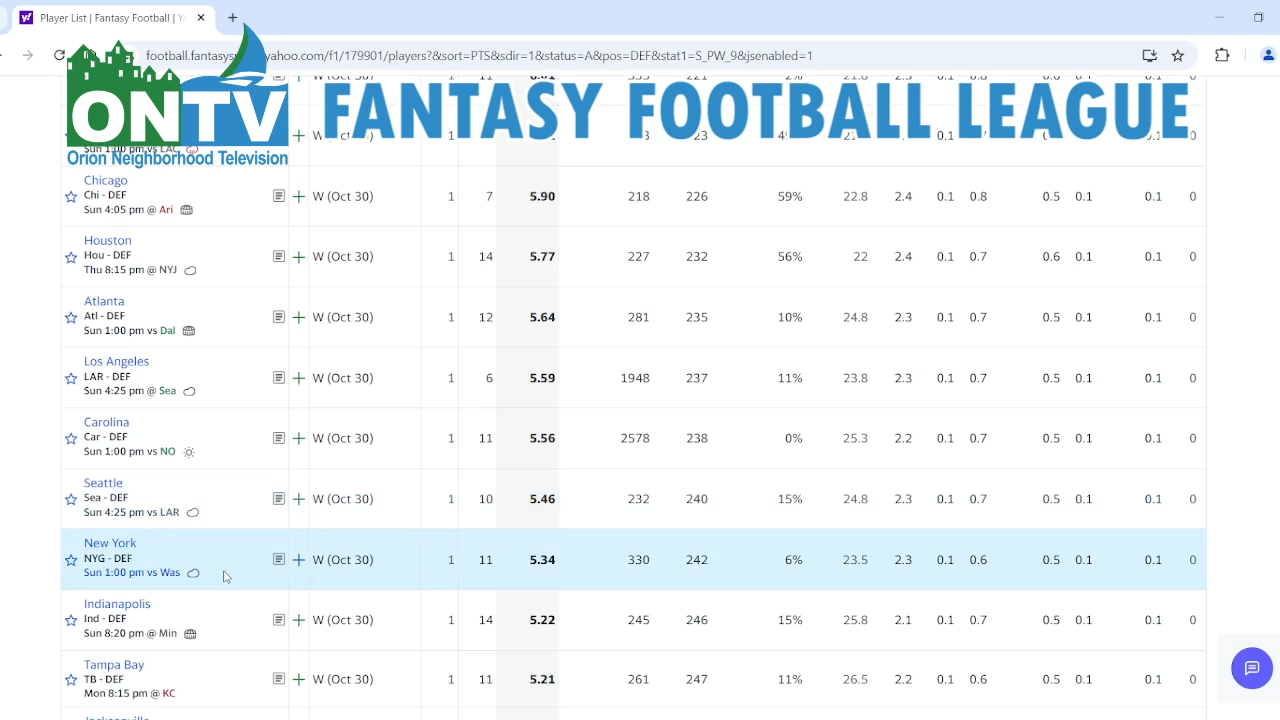 Player List | Fantasy Football | Ya
football.fantasysp yahoo.com/f1/179901/players?&sort=PTS&sdir=1&status=A&pos=DEF&stat1=S_PW_9&jsenabled=1
ONTV
Orion Neighborhood Television
FANTASY FOOTBALL LEAGUE
Sun 1:00 pm vs LAC
Chicago
Chi - DEF W (Oct 30) 1 7 5.90 218 226 59% 22.8 2.4 0.1 0.8 0.5 0.1 0.1 0
Sun 4:05 pm @ Ari
Houston
Hou - DEF W (Oct 30) 1 14 5.77 227 232 56% 22 2.4 0.1 0.7 0.6 0.1 0.1 0
Thu 8:15 pm @ NYJ
Atlanta
Atl - DEF W (Oct 30) 1 12 5.64 281 235 10% 24.8 2.3 0.1 0.7 0.5 0.1 0.1 0
Sun 1:00 pm vs Dal
Los Angeles
LAR - DEF W (Oct 30) 1 6 5.59 1948 237 11% 23.8 2.3 0.1 0.7 0.5 0.1 0.1 0
Sun 4:25 pm @ Sea
Carolina
Car - DEF W (Oct 30) 1 11 5.56 2578 238 0% 25.3 2.2 0.1 0.7 0.5 0.1 0.1 0
Sun 1:00 pm vs NO
Seattle
Sea - DEF W (Oct 30) 1 10 5.46 232 240 15% 24.8 2.3 0.1 0.7 0.5 0.1 0.1 0
Sun 4:25 pm vs LAR
New York
NYG - DEF W (Oct 30) 1 11 5.34 330 242 6% 23.5 2.3 0.1 0.6 0.5 0.1 0.1 0
Sun 1:00 pm vs Was
Indianapolis
Ind - DEF W (Oct 30) 1 14 5.22 245 246 15% 25.8 2.1 0.1 0.7 0.5 0.1 0.1 0
Sun 8:20 pm @ Min
Tampa Bay
TB - DEF W (Oct 30) 1 11 5.21 261 247 11% 26.5 2.2 0.1 0.6 0.5 0.1 0.1 0
Mon 8:15 pm @ KC